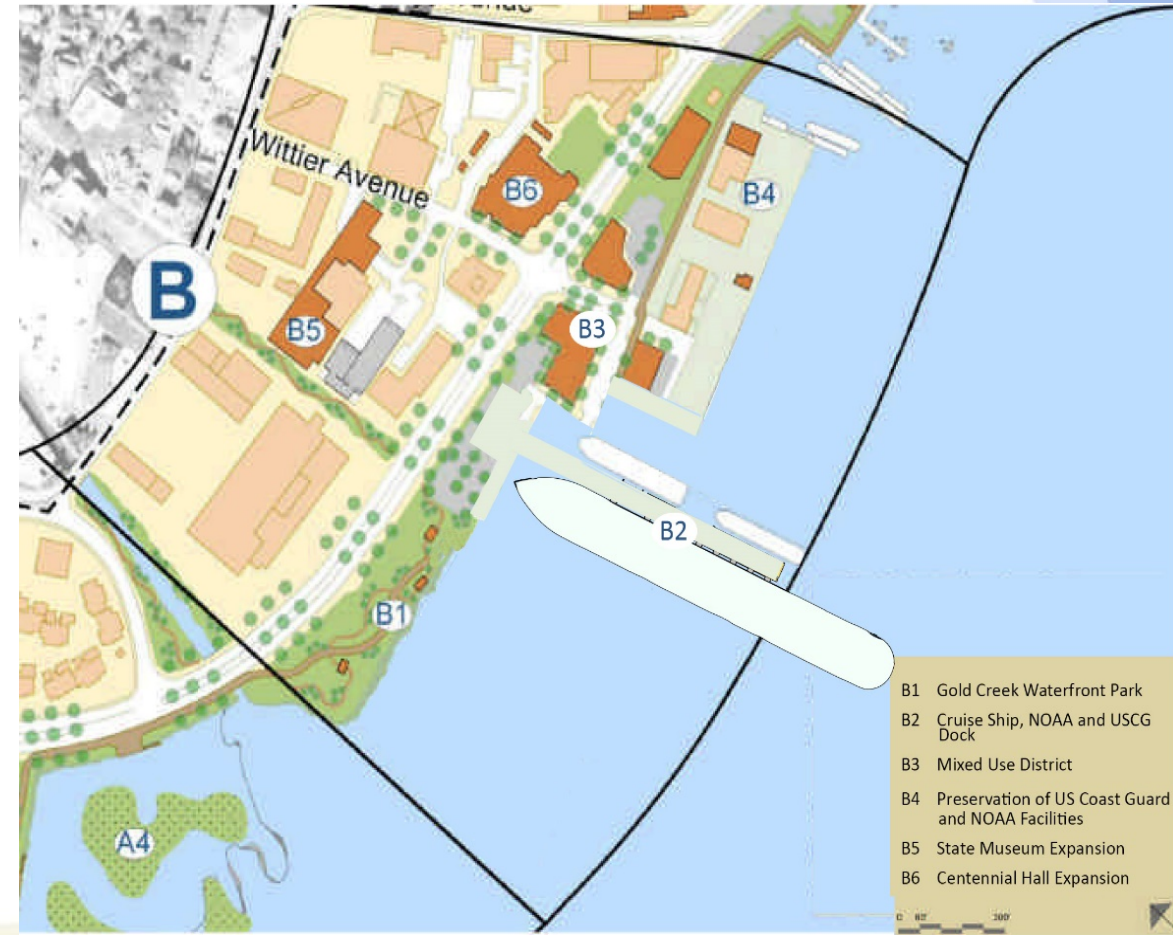 Wittier Avenue
B
B6
B4
B5
B3
B2
B1
A4
B1 Gold Creek Waterfront Park
B2 Cruise Ship, NOAA and USCG
Dock
B3 Mixed Use District
B4 Preservation of US Coast Guard
and NOAA Facilities
B5 State Museum Expansion
B6 Centennial Hall Expansion